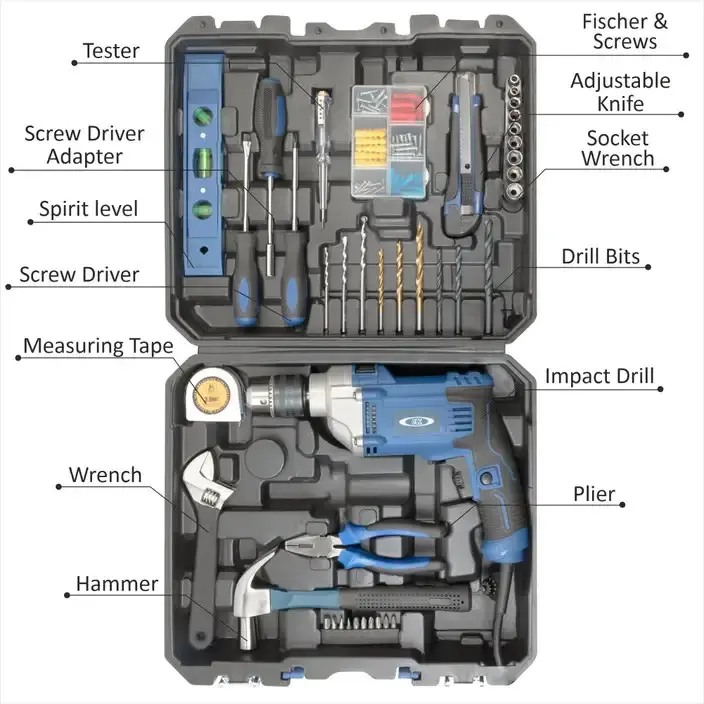 Tester
Screw Driver
Adapter
Spirit level
Screw Driver
Measuring Tape
Wrench
Hammer
Fischer &
Screws
Adjustable
Knife
Socket
Wrench
Drill Bits
Impact Drill
Plier